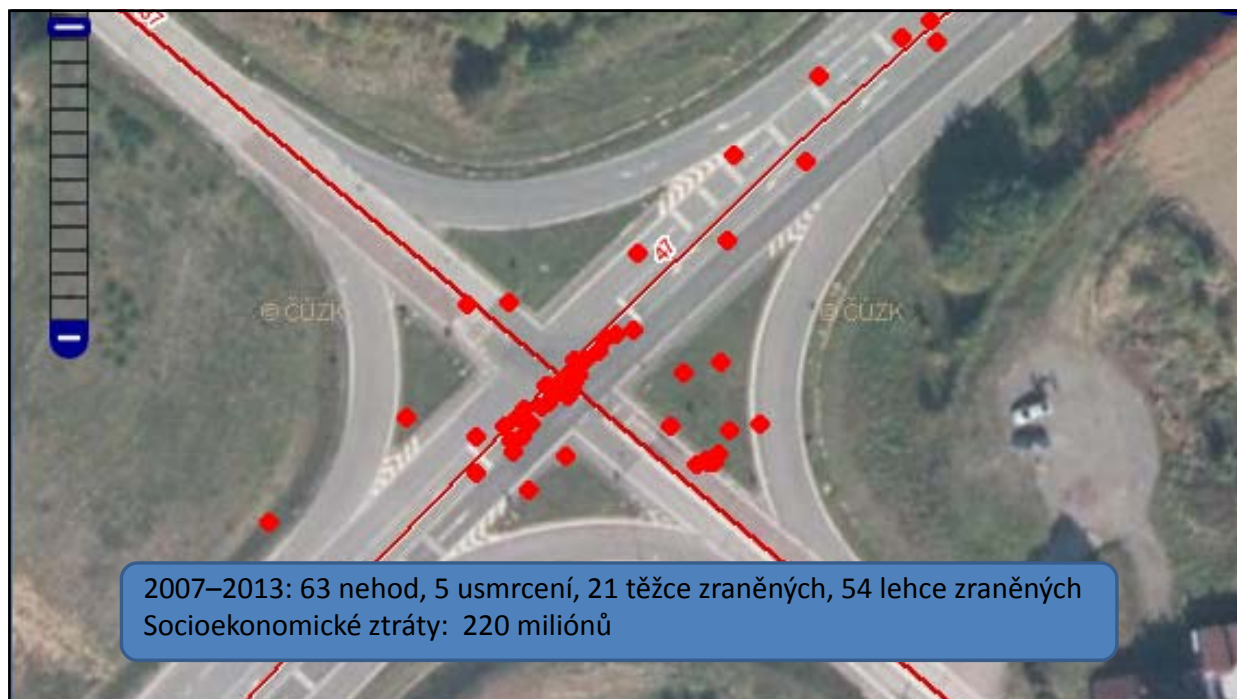 47
© ČÚZK
© ČÚZK
2007–2013: 63 nehod, 5 usmrcení, 21 těžce zraněných, 54 lehce zraněných
Socioekonomické ztráty: 220 miliónů